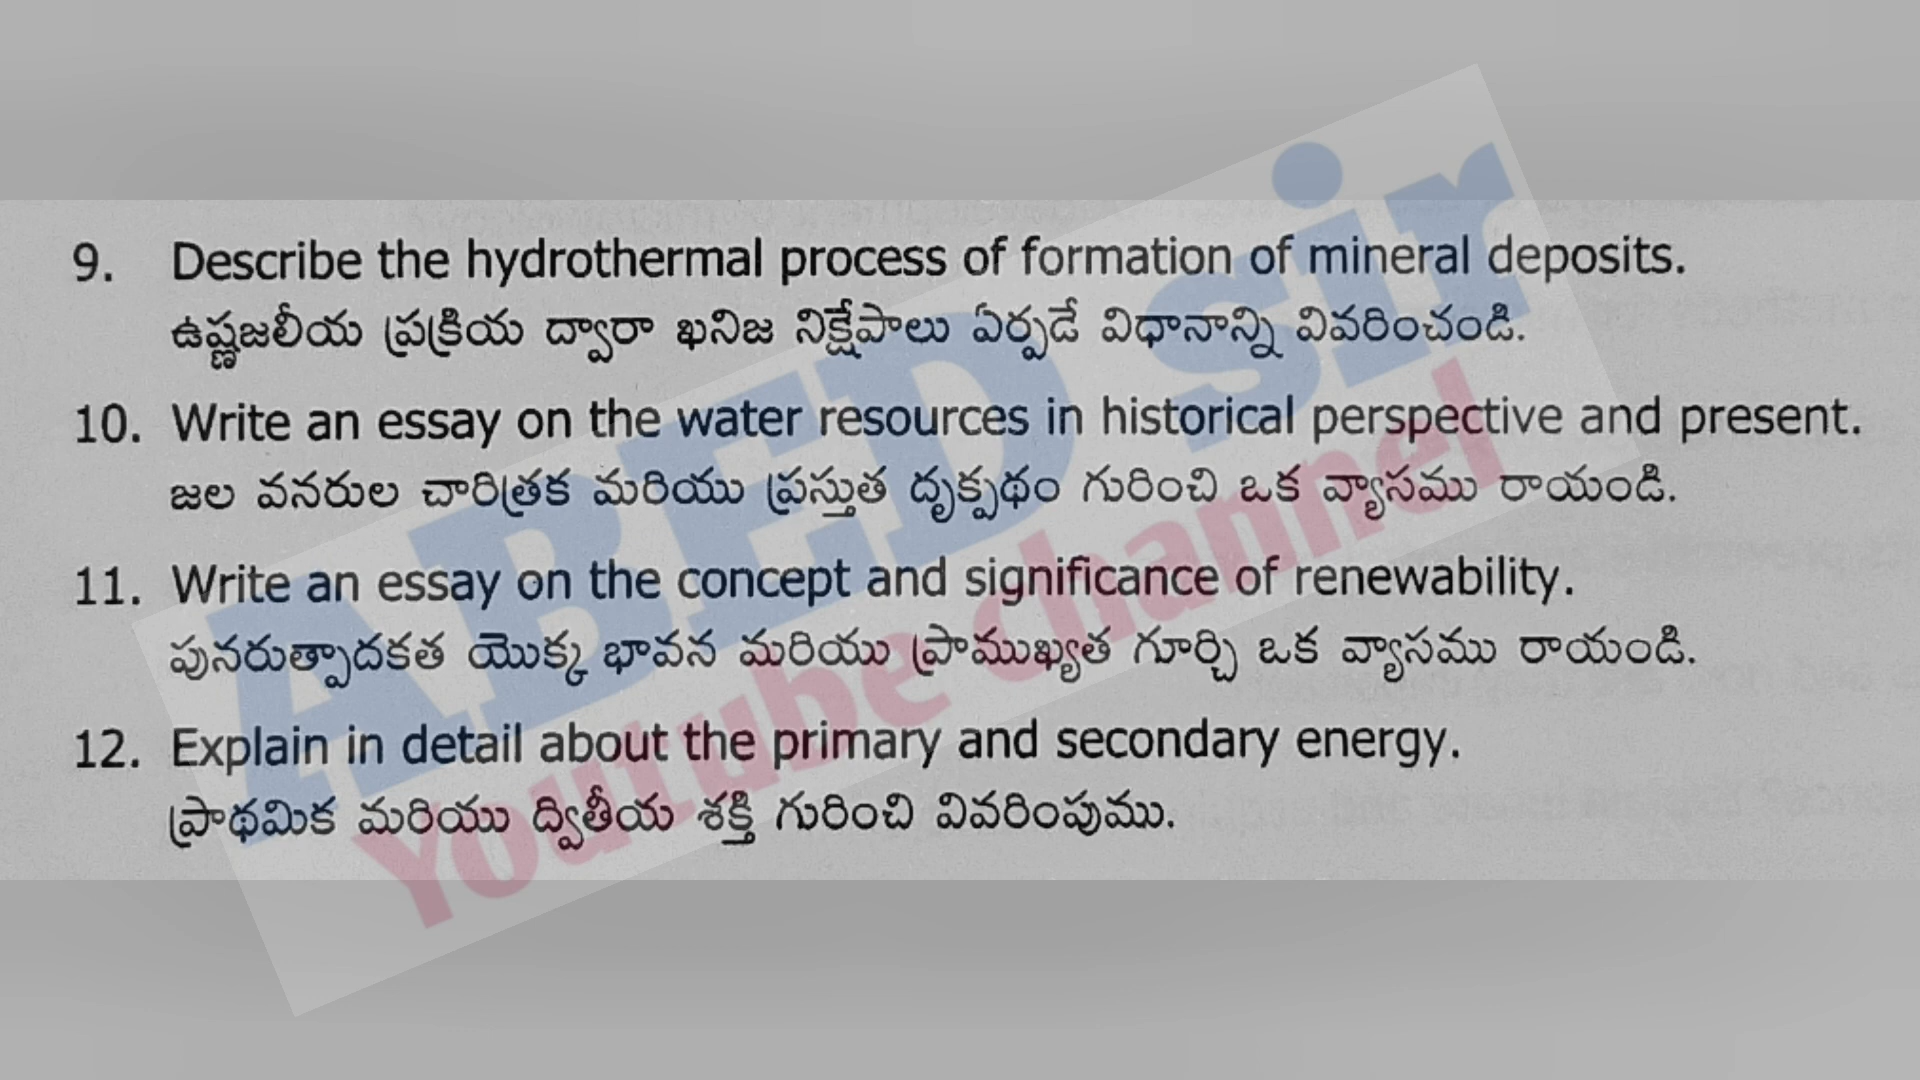 9. Describe the hydrothermal process of formation of mineral deposits.
ఉష్ణజలీయ ప్రక్రియ ద్వారా ఖనిజ నిక్షేపాలు ఏర్పడే విధానాన్ని వివరించండి.
10. Write an essay on the water resources in historical perspective and present.
జల వనరుల చారిత్రక మరియు ప్రస్తుత దృక్పథం గురించి ఒక వ్యాసము రాయండి.
11. Write an essay on the concept and significance of renewability.
పునరుత్పాదకత యొక్క భావన మరియు ప్రాముఖ్యత గూర్చి ఒక వ్యాసము రాయండి.
12. Explain in detail about the primary and secondary energy.
ప్రాథమిక మరియు ద్వితీయ శక్తి గురించి వివరింపుము.
ABED sir
Youtube channel